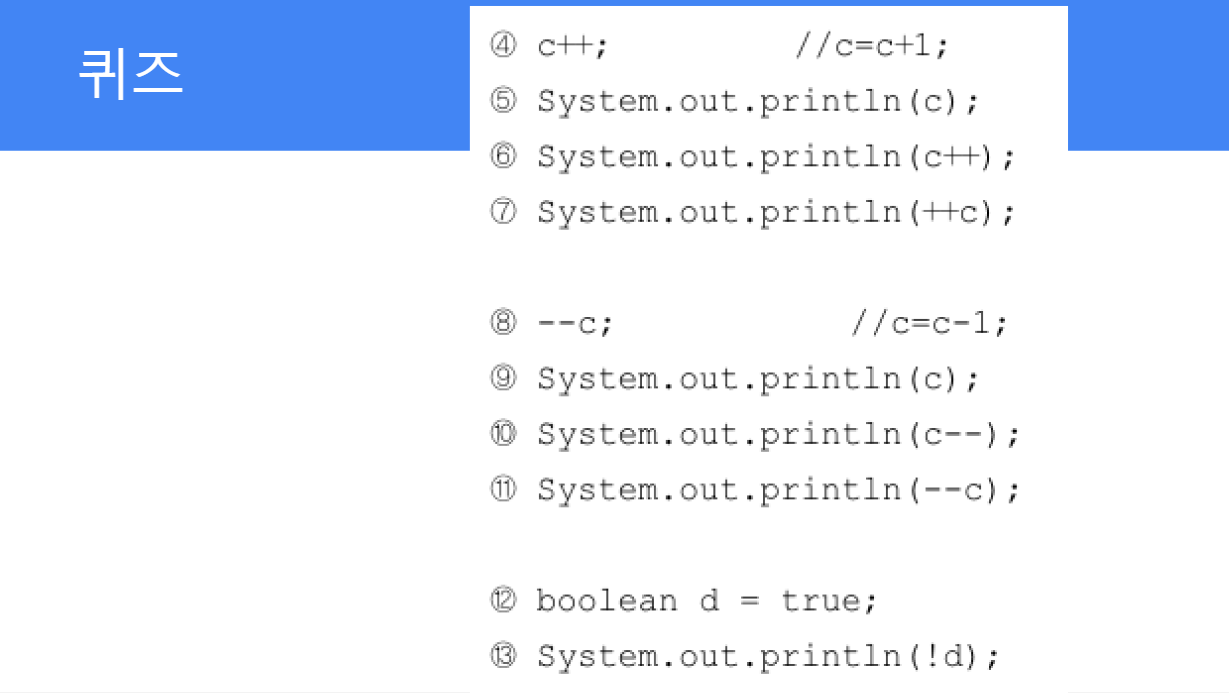 퀴즈
④ c++; //c=c+1;
⑤ System.out.println(c);
⑥ System.out.println(c++);
⑦ System.out.println(++c);
⑧ --c; //c=c-1;
⑨ System.out.println(c);
⑩ System.out.println(c--);
⑪ System.out.println(--c);
⑫ boolean d = true;
⑬ System.out.println(!d);